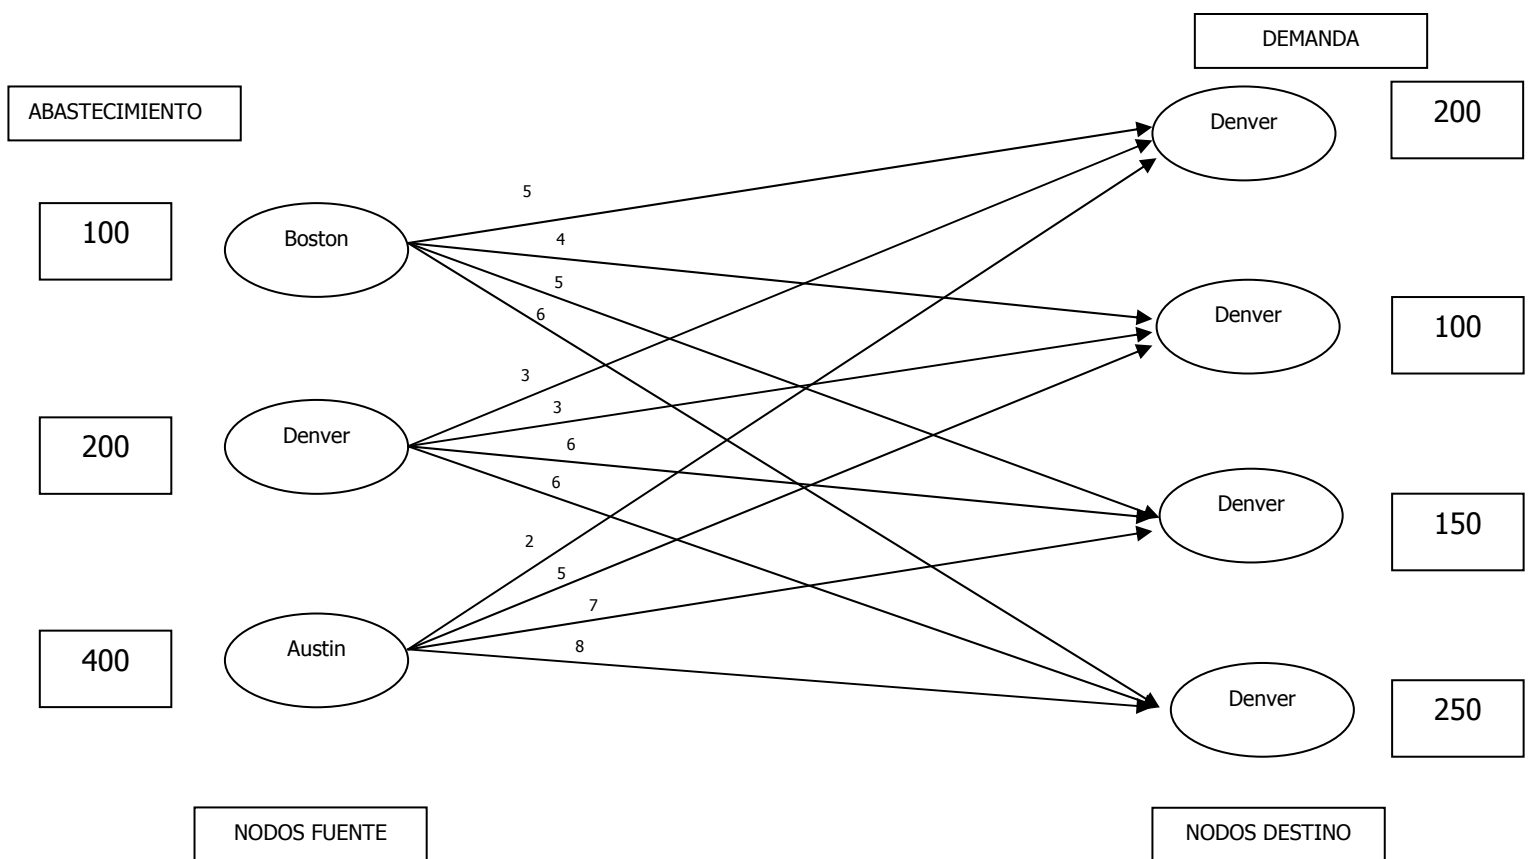 DEMANDA
ABASTECIMIENTO
Denver
200
100
Boston
5
4
5
6
Denver
100
200
Denver
3
3
6
6
Denver
150
400
Austin
2
5
7
8
Denver
250
NODOS FUENTE
NODOS DESTINO